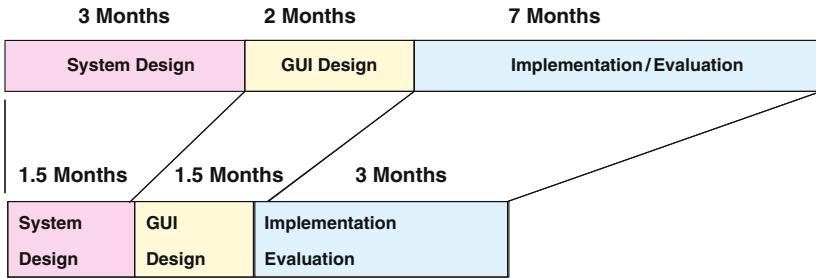 3 Months 2 Months 7 Months
System Design GUI Design Implementation/Evaluation
1.5 Months 1.5 Months 3 Months
System GUI Implementation
Design Design Evaluation